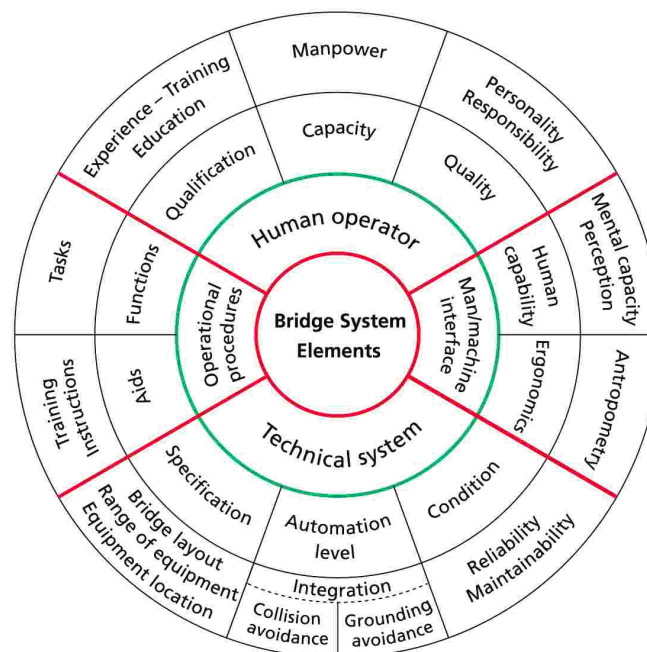 Bridge System
Elements
Human operator
Man/machine
interface
Technical system
Operational
procedures
Qualification
Capacity
Quality
Human
capability
Ergonomics
Condition
Automation
level
Specification
Aids
Functions
Experience – Training
Education
Manpower
Personality
Responsibility
Mental capacity
Perception
Antropometry
Reliability
Maintainability
Integration
Collision
avoidance
Grounding
avoidance
Bridge layout
Range of equipment
Equipment location
Training
Instructions
Tasks